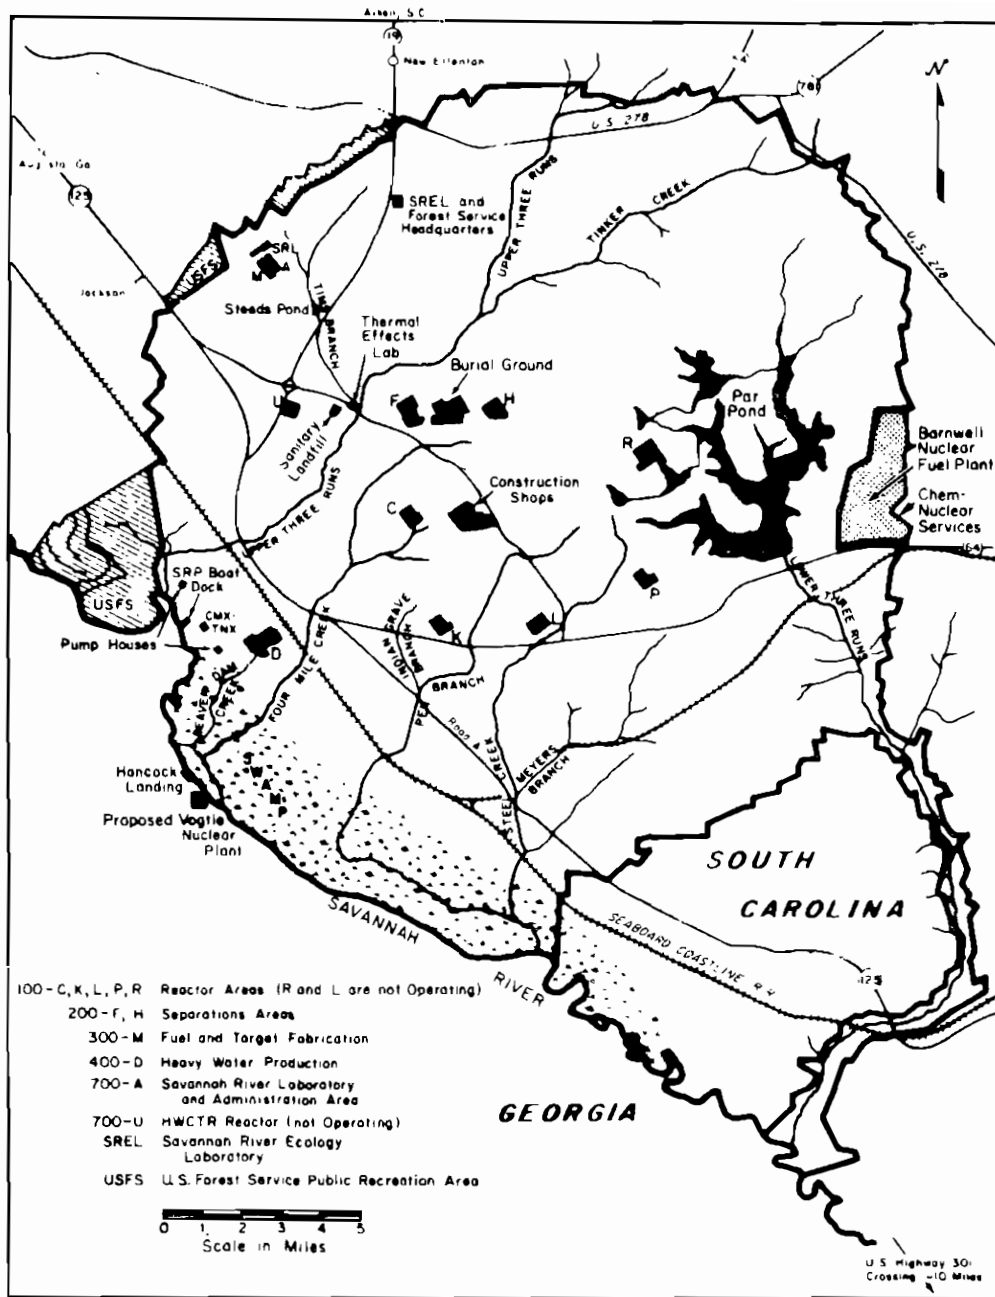 Aiken, S.C.
19
New Ellenton
64
78
N
U.S. 278
To
Augusta, Ga.
125
SREL and
Forest Service
Headquarters
UPPER THREE RUNS
TINKER CREEK
U.S. 278
USFS
SRL
M
A
Jackson
Steeds Pond
TIMS BRANCH
Thermal
Effects
Lab
Burial Ground
U
F
H
Par
Pond
Sanitary
Landfill
R
Barnwell
Nuclear
Fuel Plant
Construction
Shops
C
Chem-
Nuclear
Services
UPPER THREE RUNS
64
SRP Boat
Dock
USFS
P
CMX-
TNX
Pump Houses
D
K
L
INDIAN GRAVE
BRANCH
LOWER THREE RUNS
BEAVER DAM
CREEK
FOUR MILE CREEK
PEN BRANCH
Road A
STEEL CREEK
MEYERS
BRANCH
Hancock
Landing
SWAMP
Proposed Vogtle
Nuclear
Plant
SOUTH
CAROLINA
SAVANNAH
RIVER
SEABOARD COASTLINE R.R.
125
100-C, K, L, P, R Reactor Areas (R and L are not Operating)
200-F, H Separations Areas
300-M Fuel and Target Fabrication
400-D Heavy Water Production
700-A Savannah River Laboratory
and Administration Area
700-U HWCTR Reactor (not Operating)
SREL Savannah River Ecology
Laboratory
USFS U.S. Forest Service Public Recreation Area
GEORGIA
0 1 2 3 4 5
Scale in Miles
U.S. Highway 301
Crossing ~10 Miles